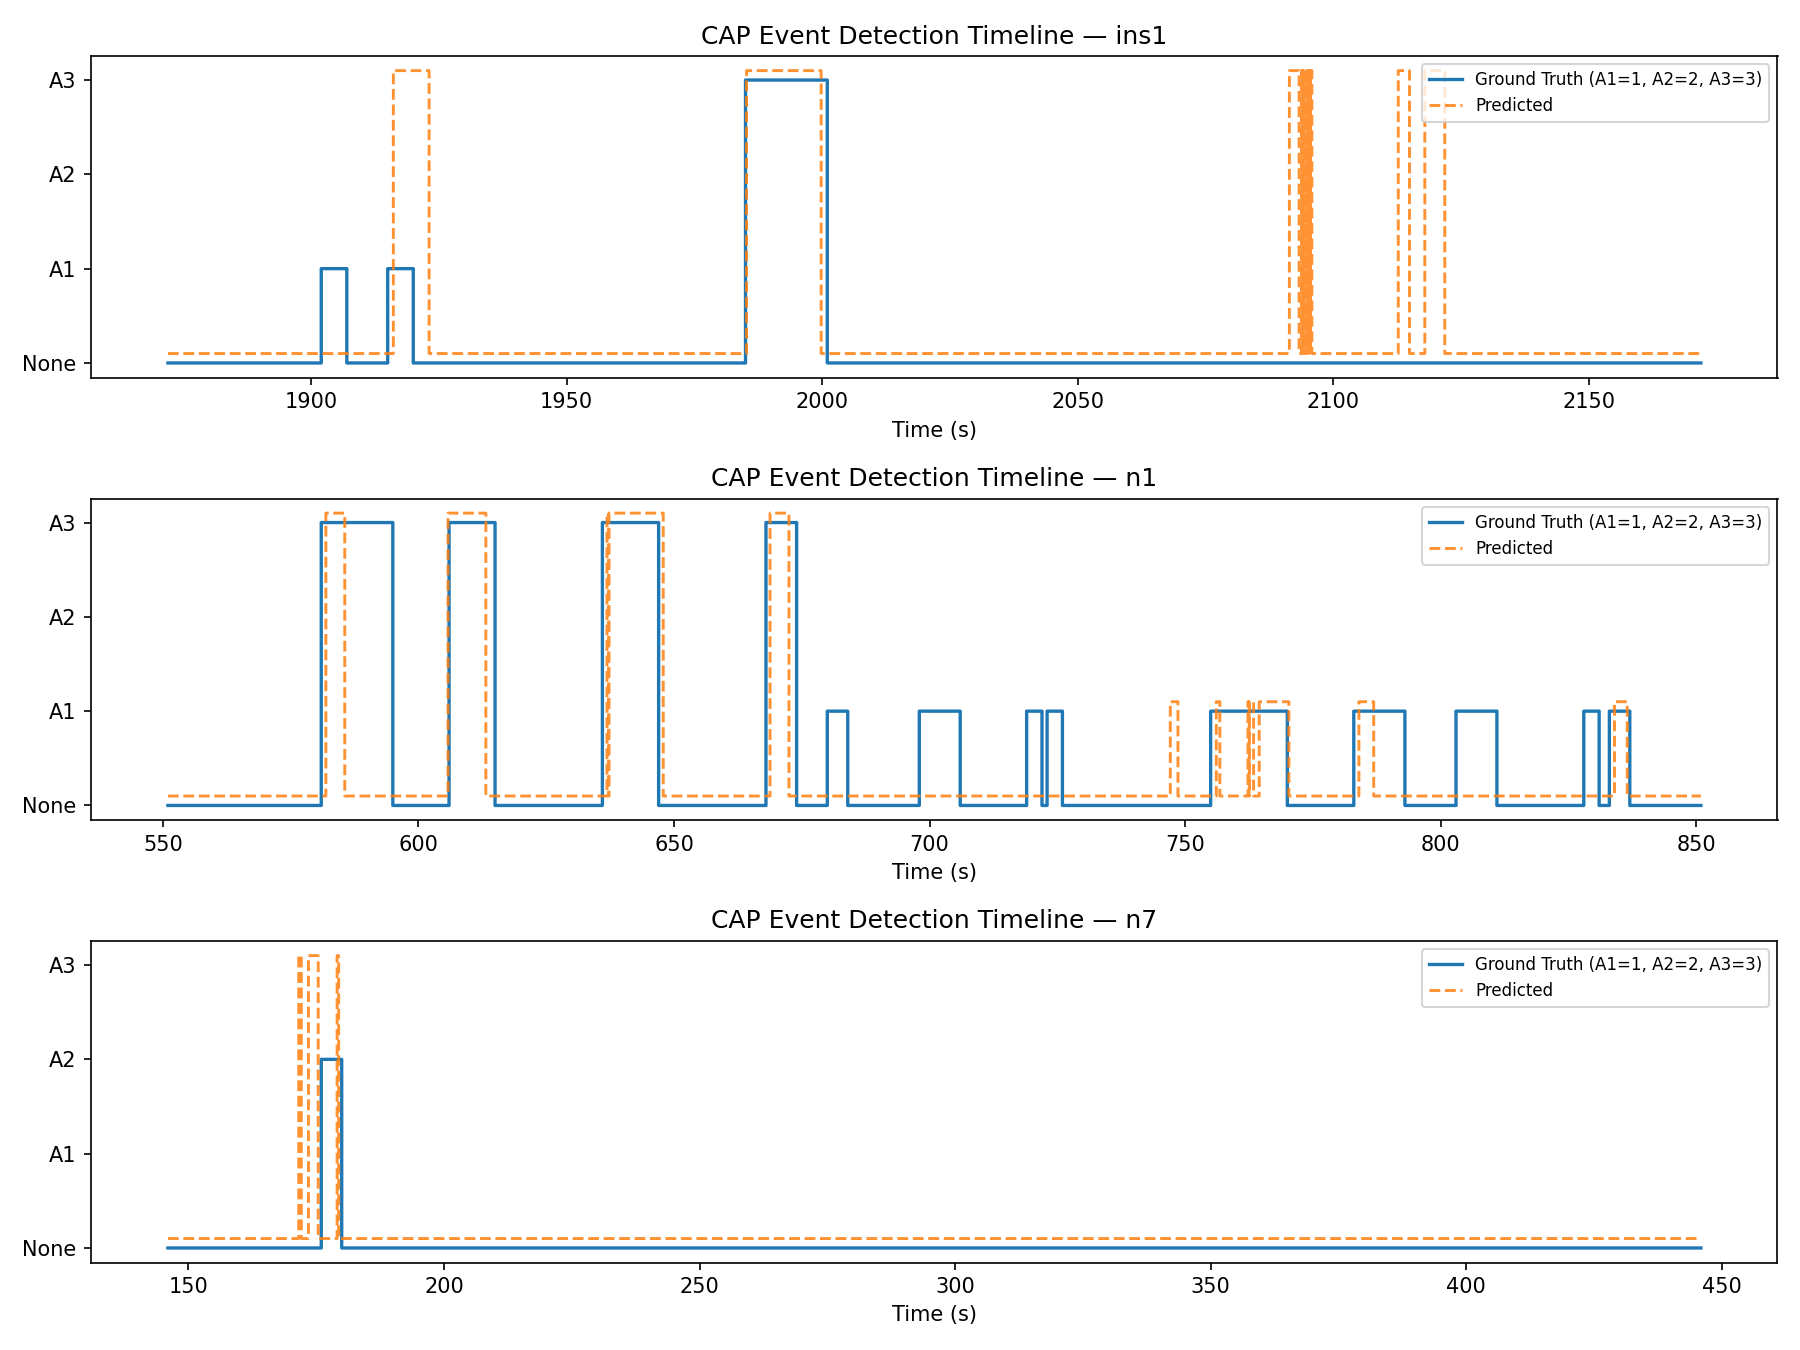 CAP Event Detection Timeline — ins1
A3
A2
A1
None
Ground Truth (A1=1, A2=2, A3=3)
Predicted
1900 1950 2000 2050 2100 2150
Time (s)
CAP Event Detection Timeline — n1
A3
A2
A1
None
Ground Truth (A1=1, A2=2, A3=3)
Predicted
550 600 650 700 750 800 850
Time (s)
CAP Event Detection Timeline — n7
A3
A2
A1
None
Ground Truth (A1=1, A2=2, A3=3)
Predicted
150 200 250 300 350 400 450
Time (s)